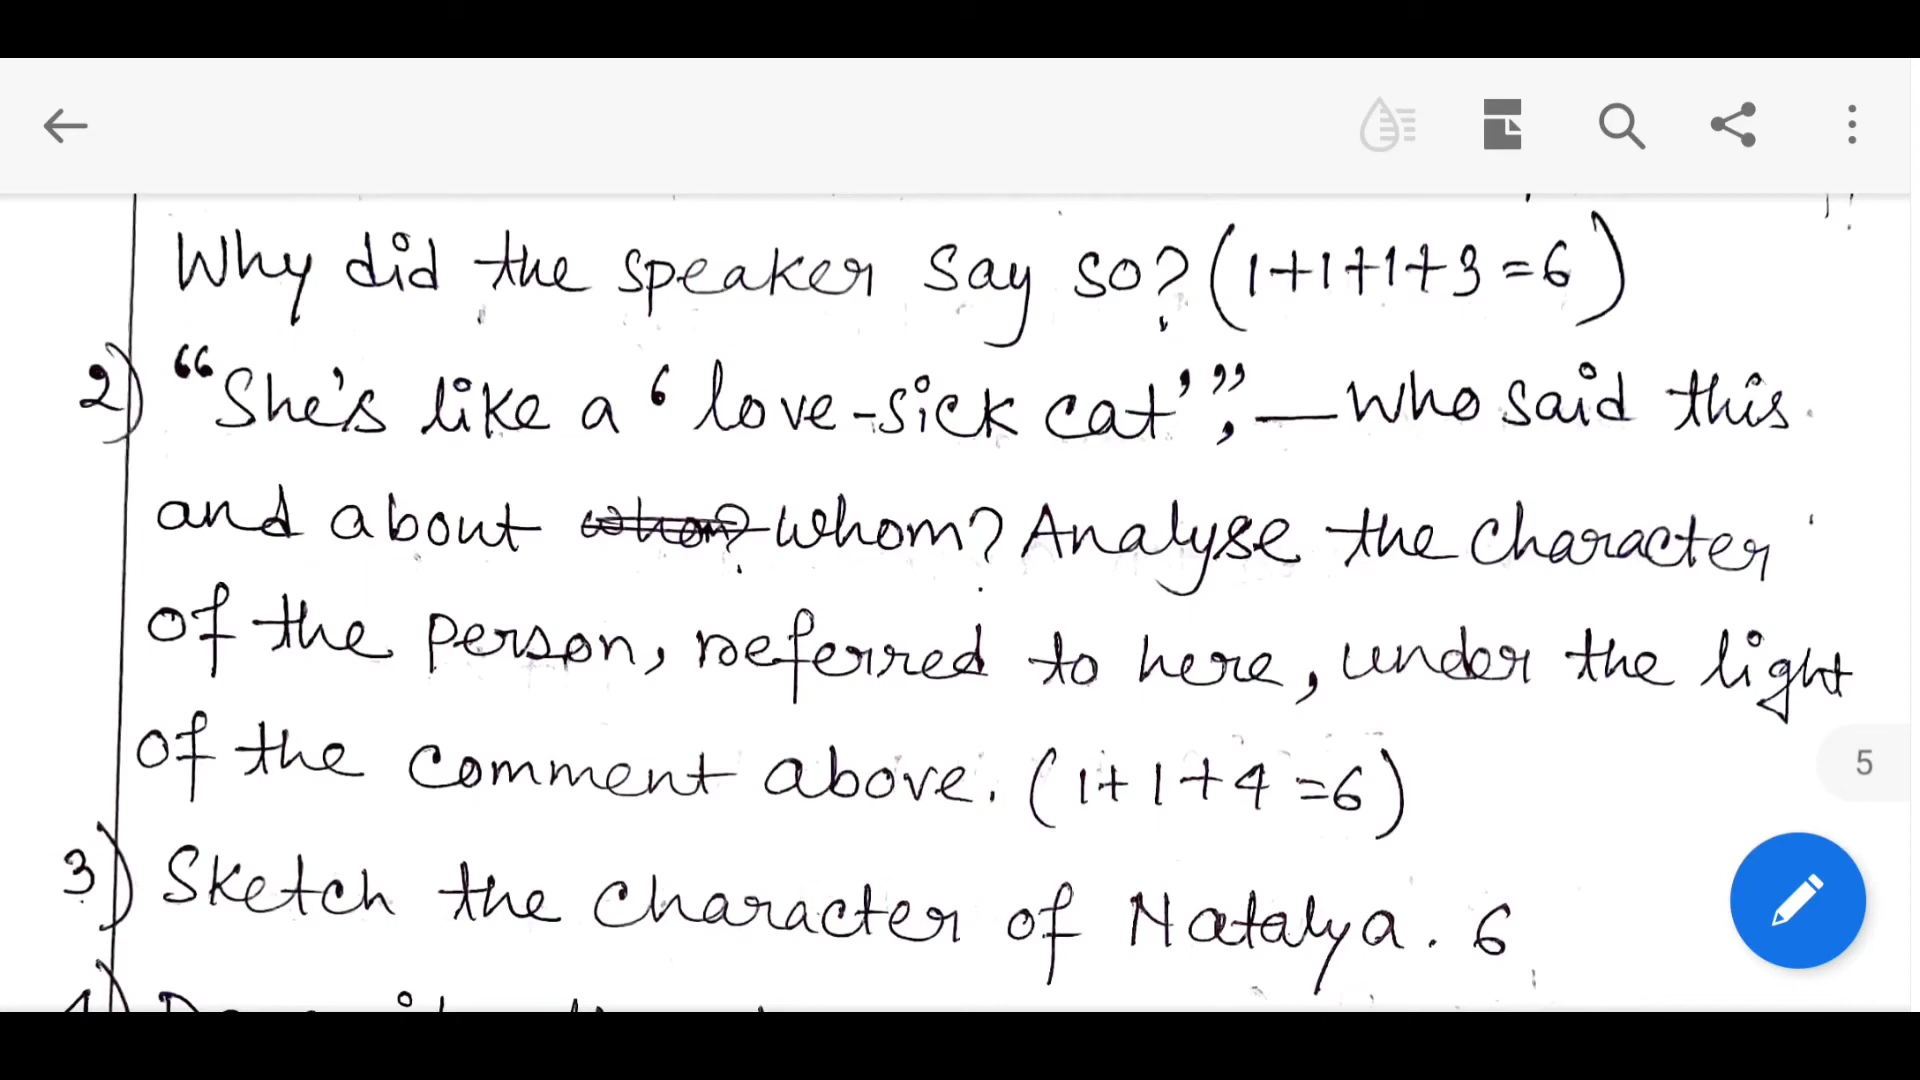 Why did the speaker say so? (1+1+1+3=6)
2) "She's like a 'love-sick cat'", — who said this
and about whom? Analyse the character
of the person, referred to here, under the light
of the comment above. (1+1+4=6)
5
3) Sketch the character of Natalya. 6